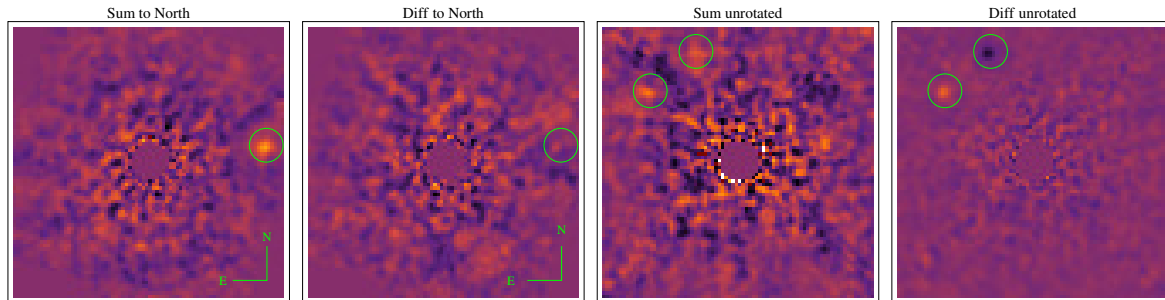 Sum to North
Diff to North
Sum unrotated
Diff unrotated
N
E
N
E